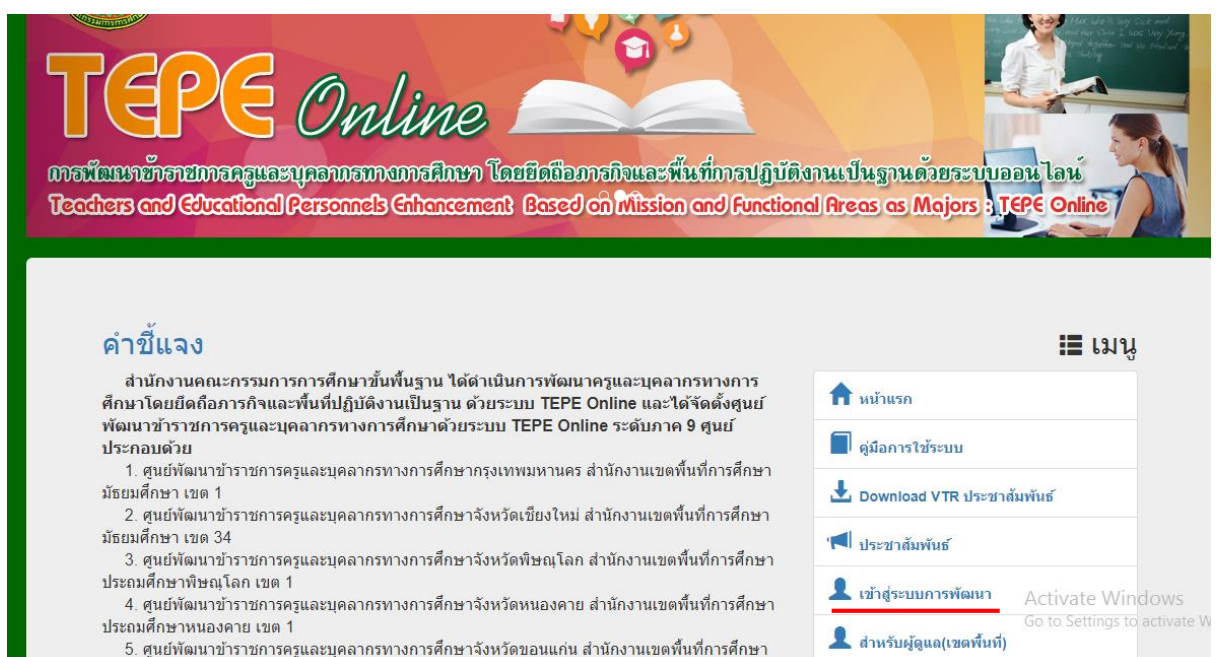 TEPE Online
การพัฒนาข้าราชการครูและบุคลากรทางการศึกษา โดยยึดถือภารกิจและพื้นที่การปฏิบัติงานเป็นฐานด้วยระบบออนไลน์
Teachers and Educational Personnels Enhancement Based on Mission and Functional Areas as Majors : TEPE Online
คำชี้แจง
สำนักงานคณะกรรมการการศึกษาขั้นพื้นฐาน ได้ดำเนินการพัฒนาครูและบุคลากรทางการ
ศึกษาโดยยึดถือภารกิจและพื้นที่ปฏิบัติงานเป็นฐาน ด้วยระบบ TEPE Online และได้จัดตั้งศูนย์
พัฒนาข้าราชการครูและบุคลากรทางการศึกษาด้วยระบบ TEPE Online ระดับภาค 9 ศูนย์
ประกอบด้วย
1. ศูนย์พัฒนาข้าราชการครูและบุคลากรทางการศึกษากรุงเทพมหานคร สำนักงานเขตพื้นที่การศึกษา
มัธยมศึกษา เขต 1
2. ศูนย์พัฒนาข้าราชการครูและบุคลากรทางการศึกษาจังหวัดเชียงใหม่ สำนักงานเขตพื้นที่การศึกษา
มัธยมศึกษา เขต 34
3. ศูนย์พัฒนาข้าราชการครูและบุคลากรทางการศึกษาจังหวัดพิษณุโลก สำนักงานเขตพื้นที่การศึกษา
ประถมศึกษาพิษณุโลก เขต 1
4. ศูนย์พัฒนาข้าราชการครูและบุคลากรทางการศึกษาจังหวัดหนองคาย สำนักงานเขตพื้นที่การศึกษา
ประถมศึกษาหนองคาย เขต 1
5. ศูนย์พัฒนาข้าราชการครูและบุคลากรทางการศึกษาจังหวัดขอนแก่น สำนักงานเขตพื้นที่การศึกษา
เมนู
หน้าแรก
คู่มือการใช้ระบบ
Download VTR ประชาสัมพันธ์
ประชาสัมพันธ์
เข้าสู่ระบบการพัฒนา
สำหรับผู้ดูแล(เขตพื้นที่)
Activate Windows
Go to Settings to activate W